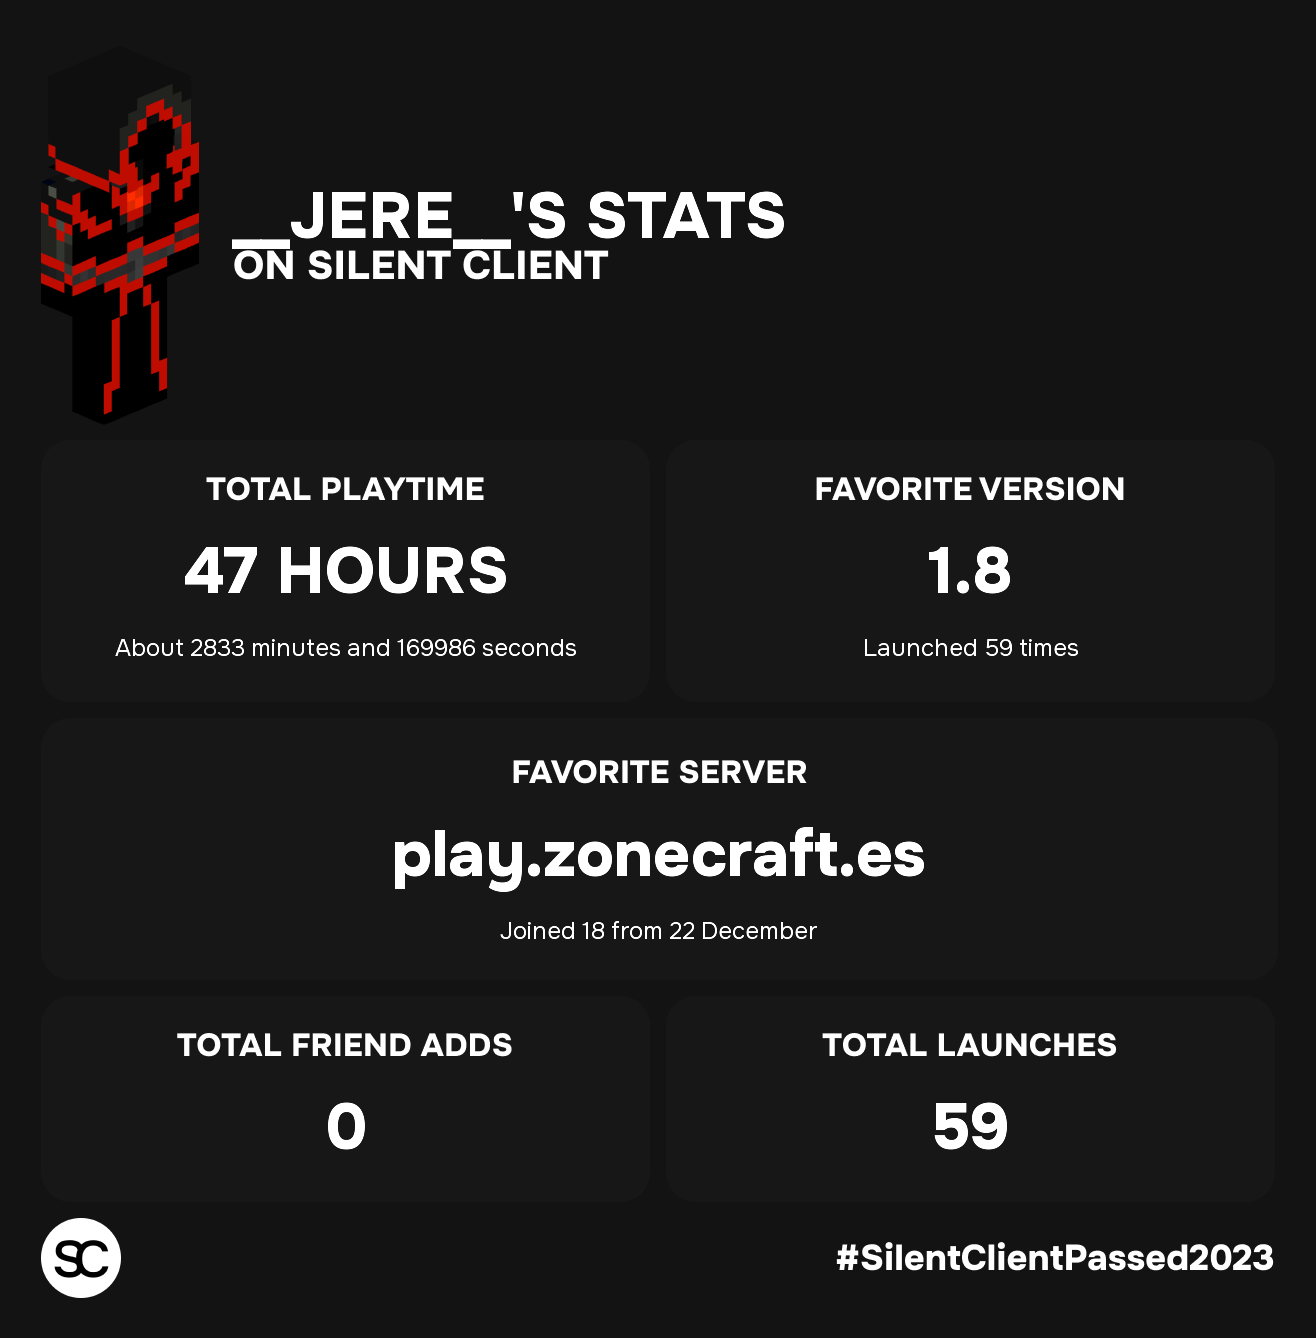 __JERE__'S STATS
ON SILENT CLIENT
TOTAL PLAYTIME
47 HOURS
About 2833 minutes and 169986 seconds
FAVORITE VERSION
1.8
Launched 59 times
FAVORITE SERVER
play.zonecraft.es
Joined 18 from 22 December
TOTAL FRIEND ADDS
0
TOTAL LAUNCHES
59
SC
#SilentClientPassed2023